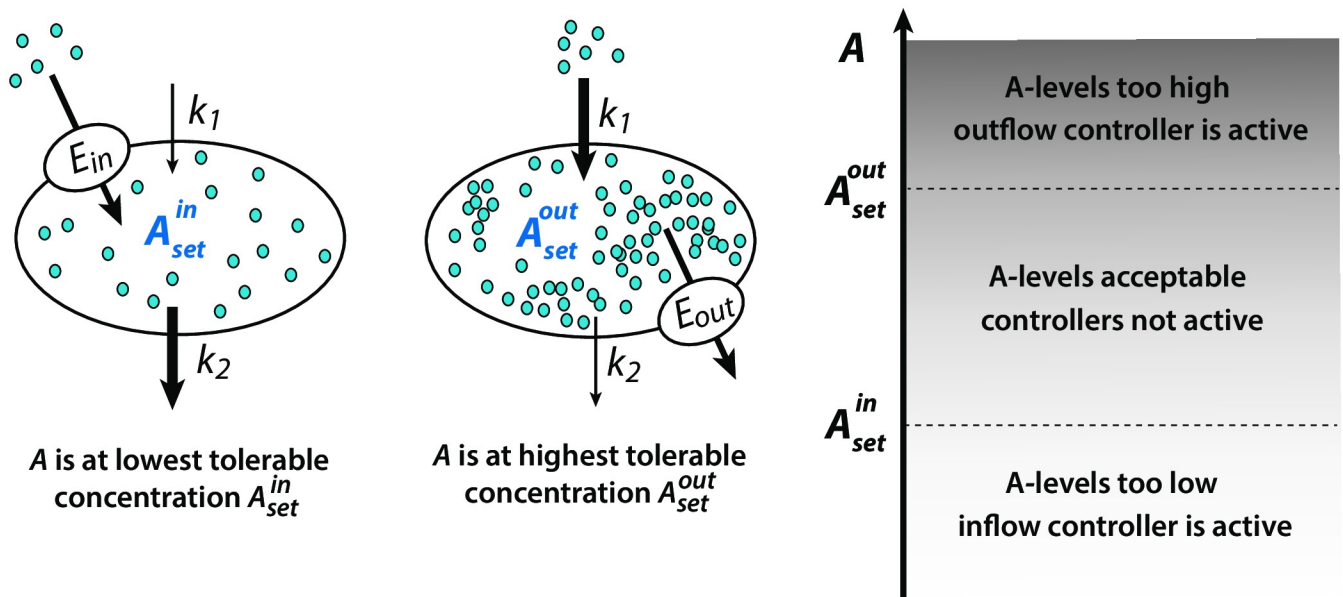 E_in
k_1
A_set^in
k_2
A is at lowest tolerable
concentration A_set^in
k_1
A_set^out
E_out
k_2
A is at highest tolerable
concentration A_set^out
A
A-levels too high
outflow controller is active
A_set^out
A-levels acceptable
controllers not active
A_set^in
A-levels too low
inflow controller is active